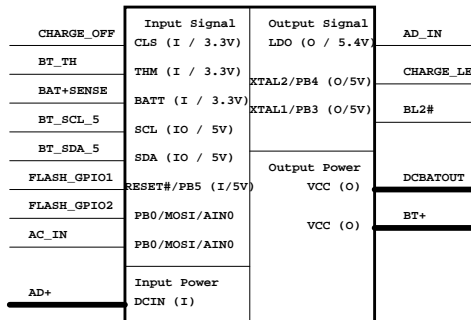 Input Signal
Output Signal
CHARGE_OFF
CLS (I / 3.3V)
LDO (O / 5.4V)
AD_IN
BT_TH
THM (I / 3.3V)
XTAL2/PB4 (O/5V)
CHARGE_LE
BAT+SENSE
BATT (I / 3.3V)
XTAL1/PB3 (O/5V)
BL2#
BT_SCL_5
SCL (IO / 5V)
BT_SDA_5
SDA (IO / 5V)
Output Power
FLASH_GPIO1
RESET#/PB5 (I/5V)
VCC (O)
DCBATOUT
FLASH_GPIO2
PB0/MOSI/AIN0
VCC (O)
BT+
AC_IN
PB0/MOSI/AIN0
Input Power
AD+
DCIN (I)